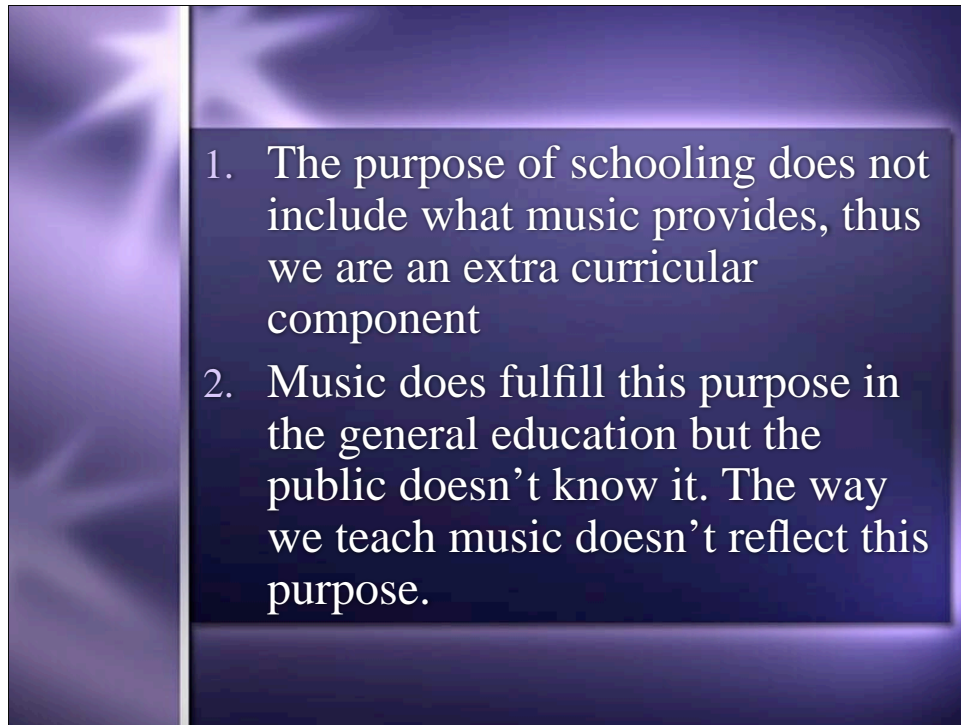 1. The purpose of schooling does not
include what music provides, thus
we are an extra curricular
component
2. Music does fulfill this purpose in
the general education but the
public doesn’t know it. The way
we teach music doesn’t reflect this
purpose.